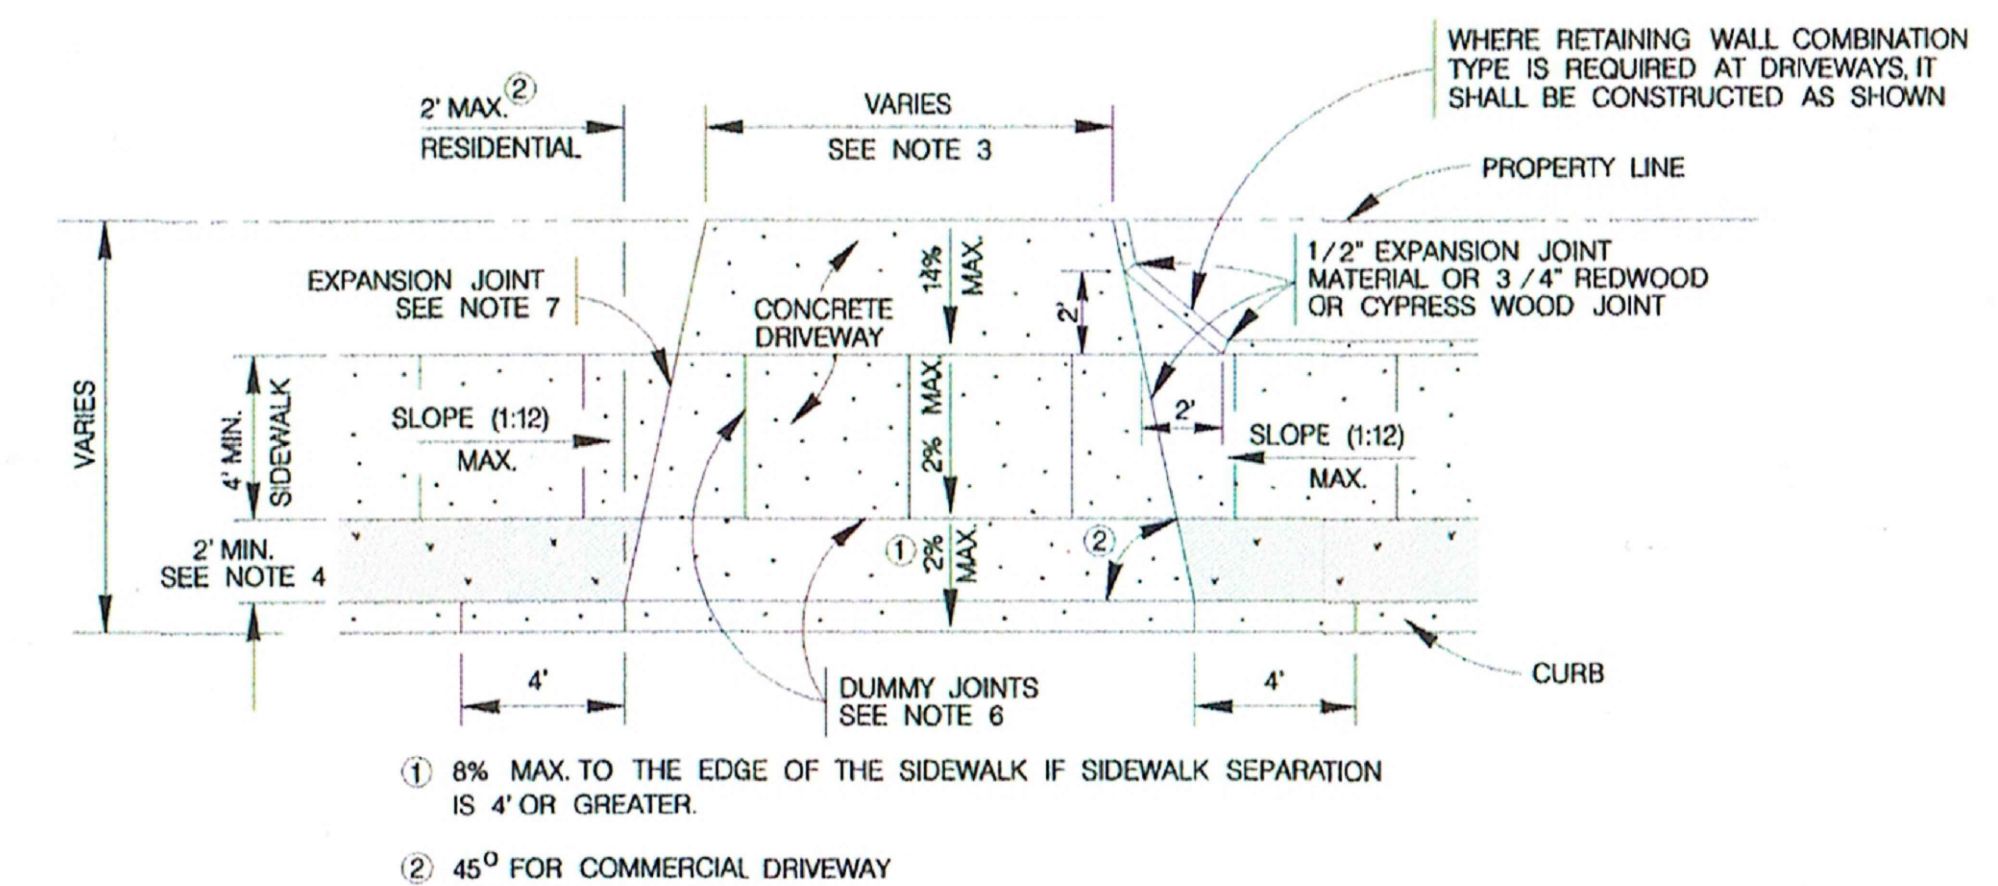 WHERE RETAINING WALL COMBINATION
TYPE IS REQUIRED AT DRIVEWAYS, IT
SHALL BE CONSTRUCTED AS SHOWN
2' MAX. ②
RESIDENTIAL
VARIES
SEE NOTE 3
PROPERTY LINE
1/2" EXPANSION JOINT
MATERIAL OR 3/4" REDWOOD
OR CYPRESS WOOD JOINT
EXPANSION JOINT
SEE NOTE 7
CONCRETE
DRIVEWAY
14%
MAX.
2'
VARIES
4' MIN.
SIDEWALK
SLOPE (1:12)
MAX.
2% MAX.
2'
SLOPE (1:12)
MAX.
2' MIN.
SEE NOTE 4
①
2%
MAX.
②
4'
DUMMY JOINTS
SEE NOTE 6
4'
CURB
① 8% MAX. TO THE EDGE OF THE SIDEWALK IF SIDEWALK SEPARATION
IS 4' OR GREATER.
② 45° FOR COMMERCIAL DRIVEWAY